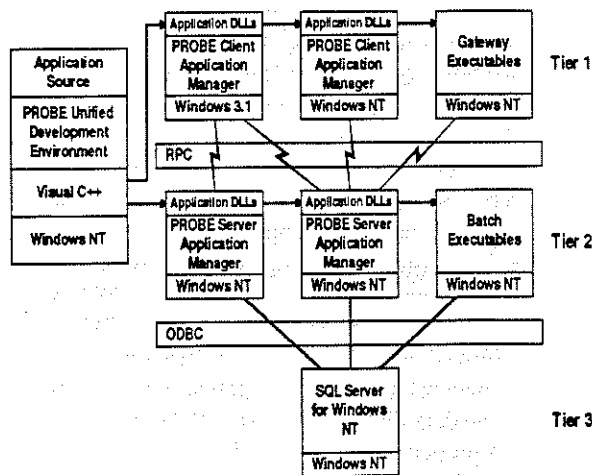 Application
Source
PROBE Unified
Development
Environment
Visual C++
Windows NT
Application DLLs
PROBE Client
Application
Manager
Windows 3.1
Application DLLs
PROBE Client
Application
Manager
Windows NT
Gateway
Executables
Windows NT
Tier 1
RPC
Application DLLs
PROBE Server
Application
Manager
Windows NT
Application DLLs
PROBE Server
Application
Manager
Windows NT
Batch
Executables
Windows NT
Tier 2
ODBC
SQL Server
for Windows
NT
Windows NT
Tier 3